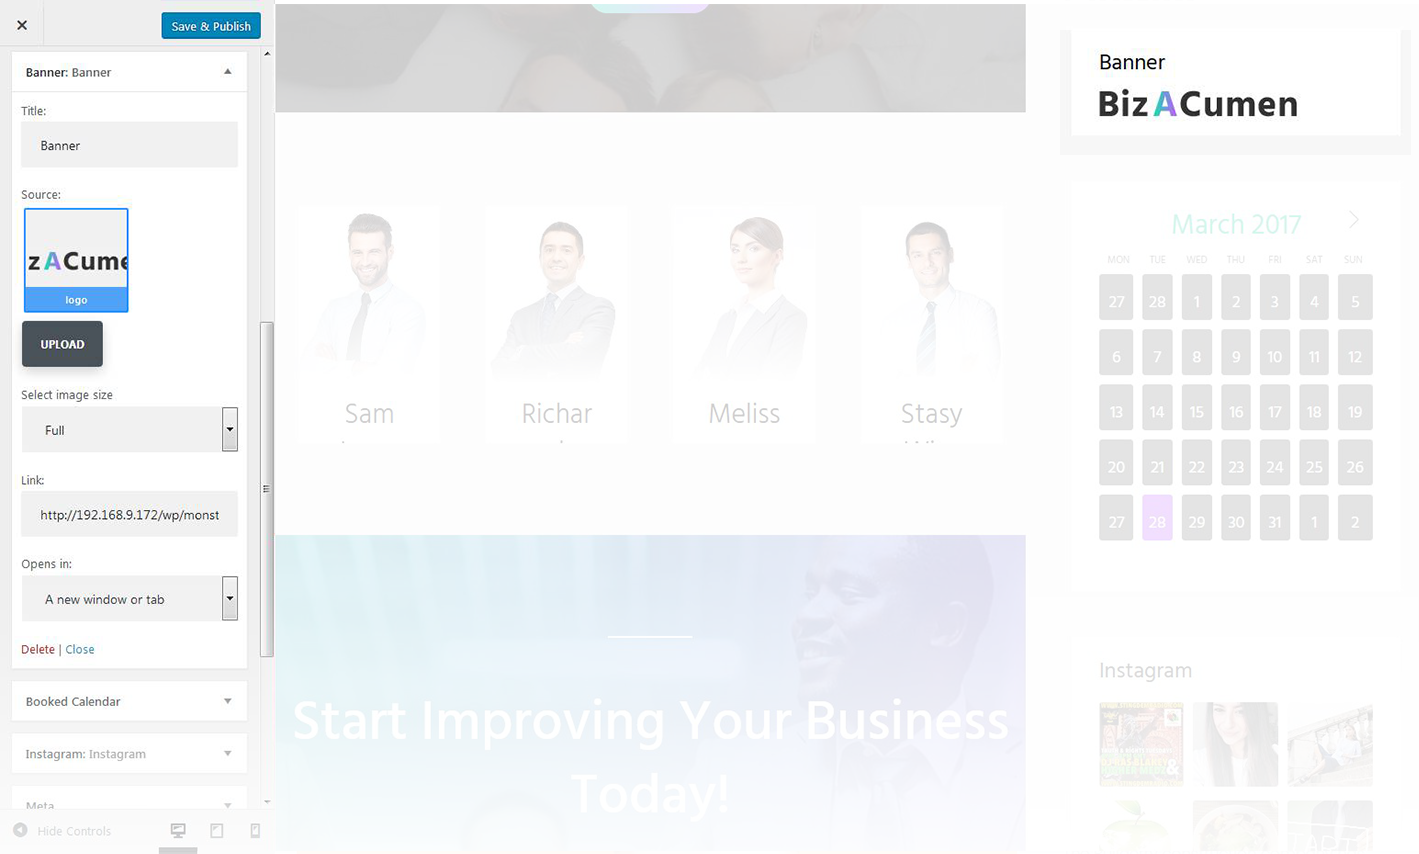 Save & Publish
Banner: Banner
Title:
Banner
Source:
z ACume
logo
UPLOAD
Select image size
Full
Link:
http://192.168.9.172/wp/monst
Opens in:
A new window or tab
Delete | Close
Booked Calendar
Instagram: Instagram
Meta
Hide Controls
Sam
Richar
Meliss
Stasy
Start Improving Your Business
Today!
Banner
Biz ACumen
March 2017
MON TUE WED THU FRI SAT SUN
27 28 1 2 3 4 5
6 7 8 9 10 11 12
13 14 15 16 17 18 19
20 21 22 23 24 25 26
27 28 29 30 31 1 2
Instagram